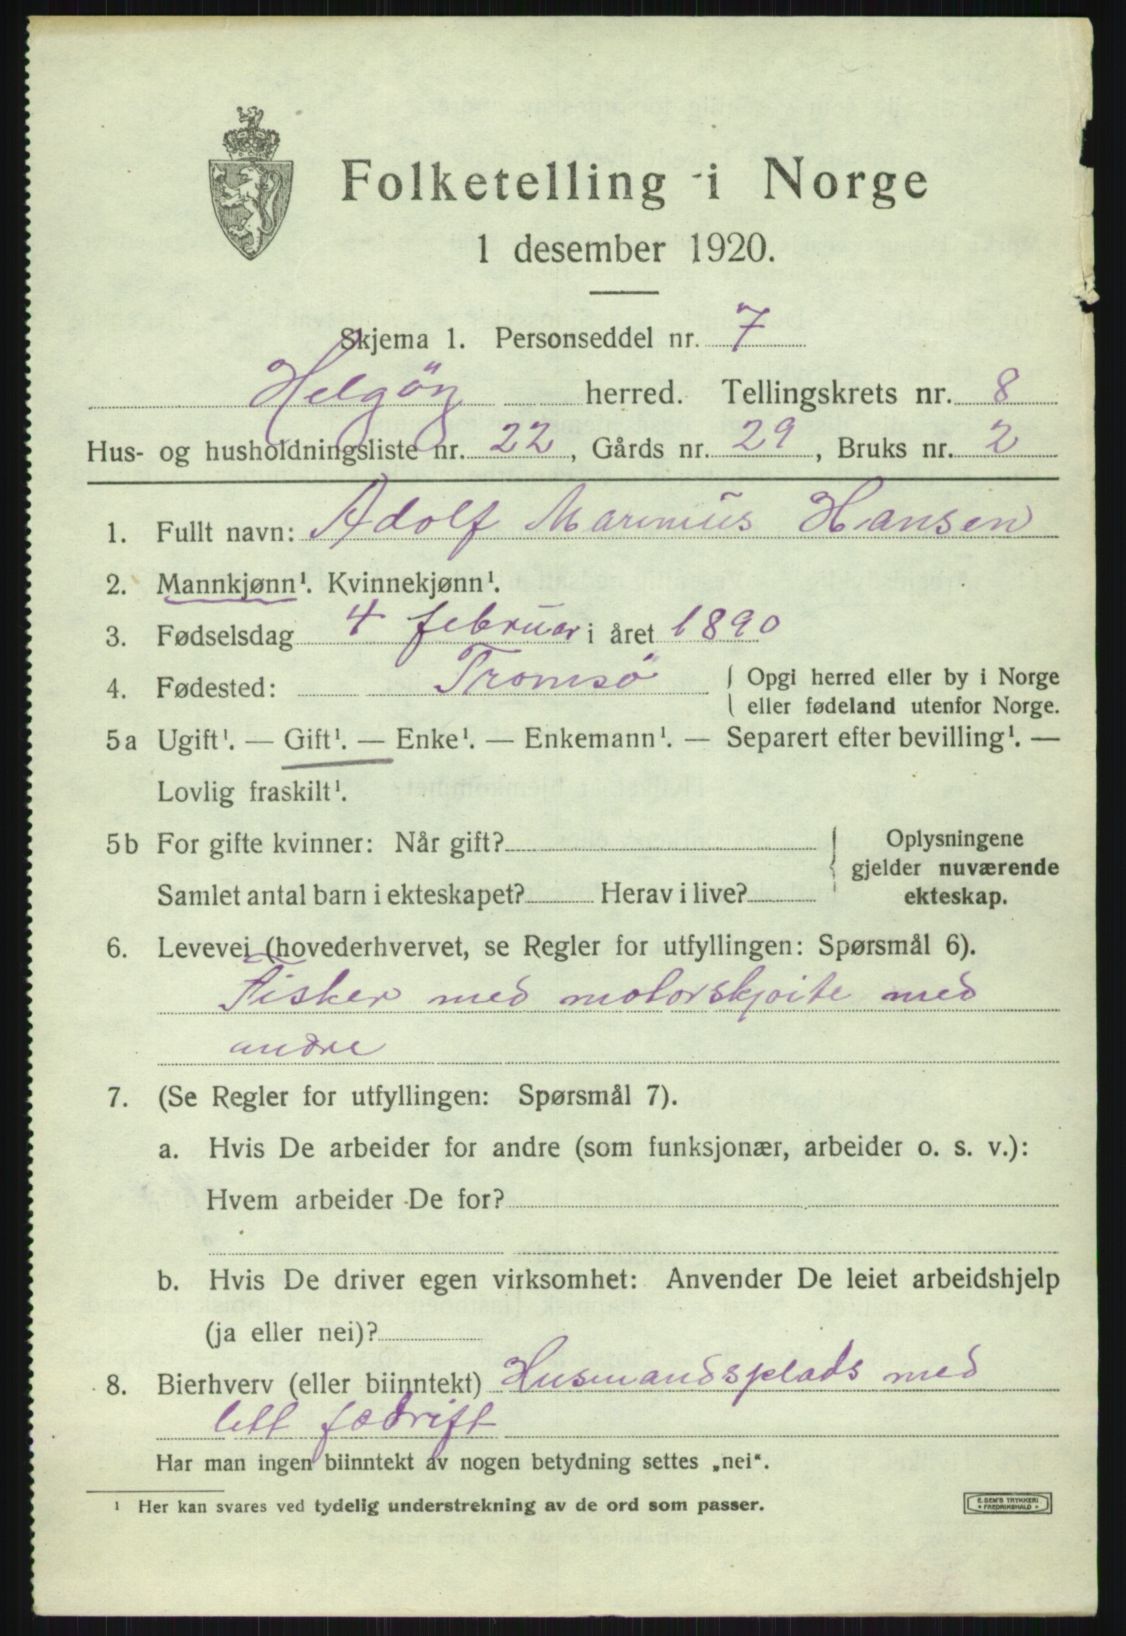 Folketelling i Norge
1 desember 1920.
Skjema 1. Personseddel nr. 7
Helgöy herred. Tellingskrets nr. 8
Hus- og husholdningsliste nr. 22, Gårds nr. 29, Bruks nr. 2
1. Fullt navn: Adolf Marinius Hansen
2. Mannkjønn¹. Kvinnekjønn¹.
3. Fødselsdag 4 februar i året 1890
4. Fødested: Tromsö { Opgi herred eller by i Norge
eller fødeland utenfor Norge.
5a Ugift¹. — Gift¹. — Enke¹. — Enkemann¹. — Separert efter bevilling¹. —
Lovlig fraskilt¹.
5b For gifte kvinner: Når gift? Oplysningene
gjelder nuværende
Samlet antal barn i ekteskapet? Herav i live? ekteskap.
6. Levevei (hovederhvervet, se Regler for utfyllingen: Spørsmål 6).
Fisker med motorskjoite med
andre
7. (Se Regler for utfyllingen: Spørsmål 7).
a. Hvis De arbeider for andre (som funksjonær, arbeider o. s. v.):
Hvem arbeider De for?
b. Hvis De driver egen virksomhet: Anvender De leiet arbeidshjelp
(ja eller nei)?
8. Bierhverv (eller biinntekt) Husmandsplads med
litt fædrift
Har man ingen biinntekt av nogen betydning settes „nei“.
¹ Her kan svares ved tydelig understrekning av de ord som passer.
E. SEM'S TRYKKERI
FREDRIKSHALD